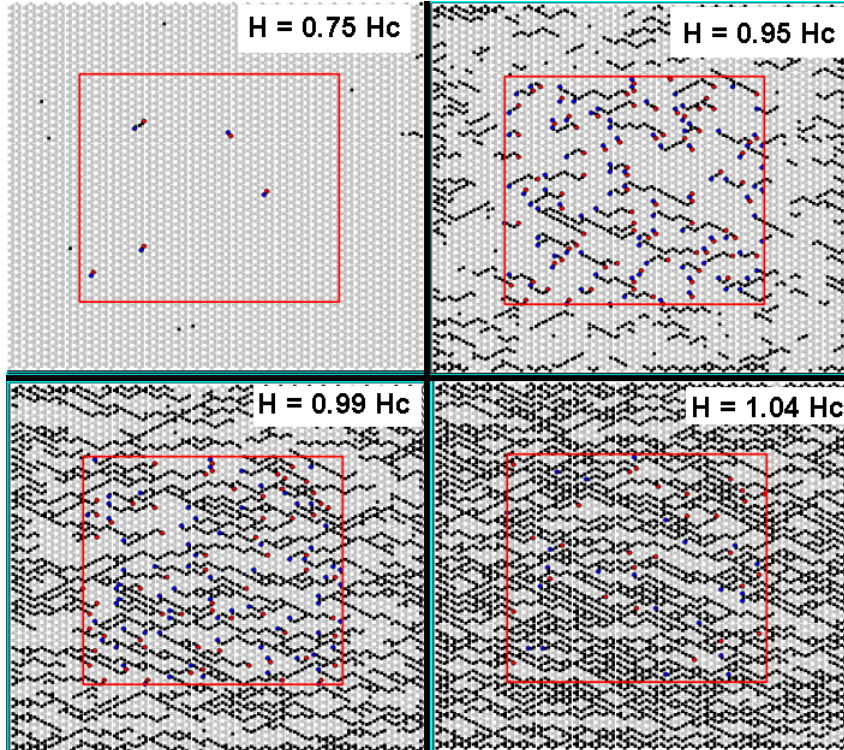 H = 0.75 Hc
H = 0.95 Hc
H = 0.99 Hc
H = 1.04 Hc